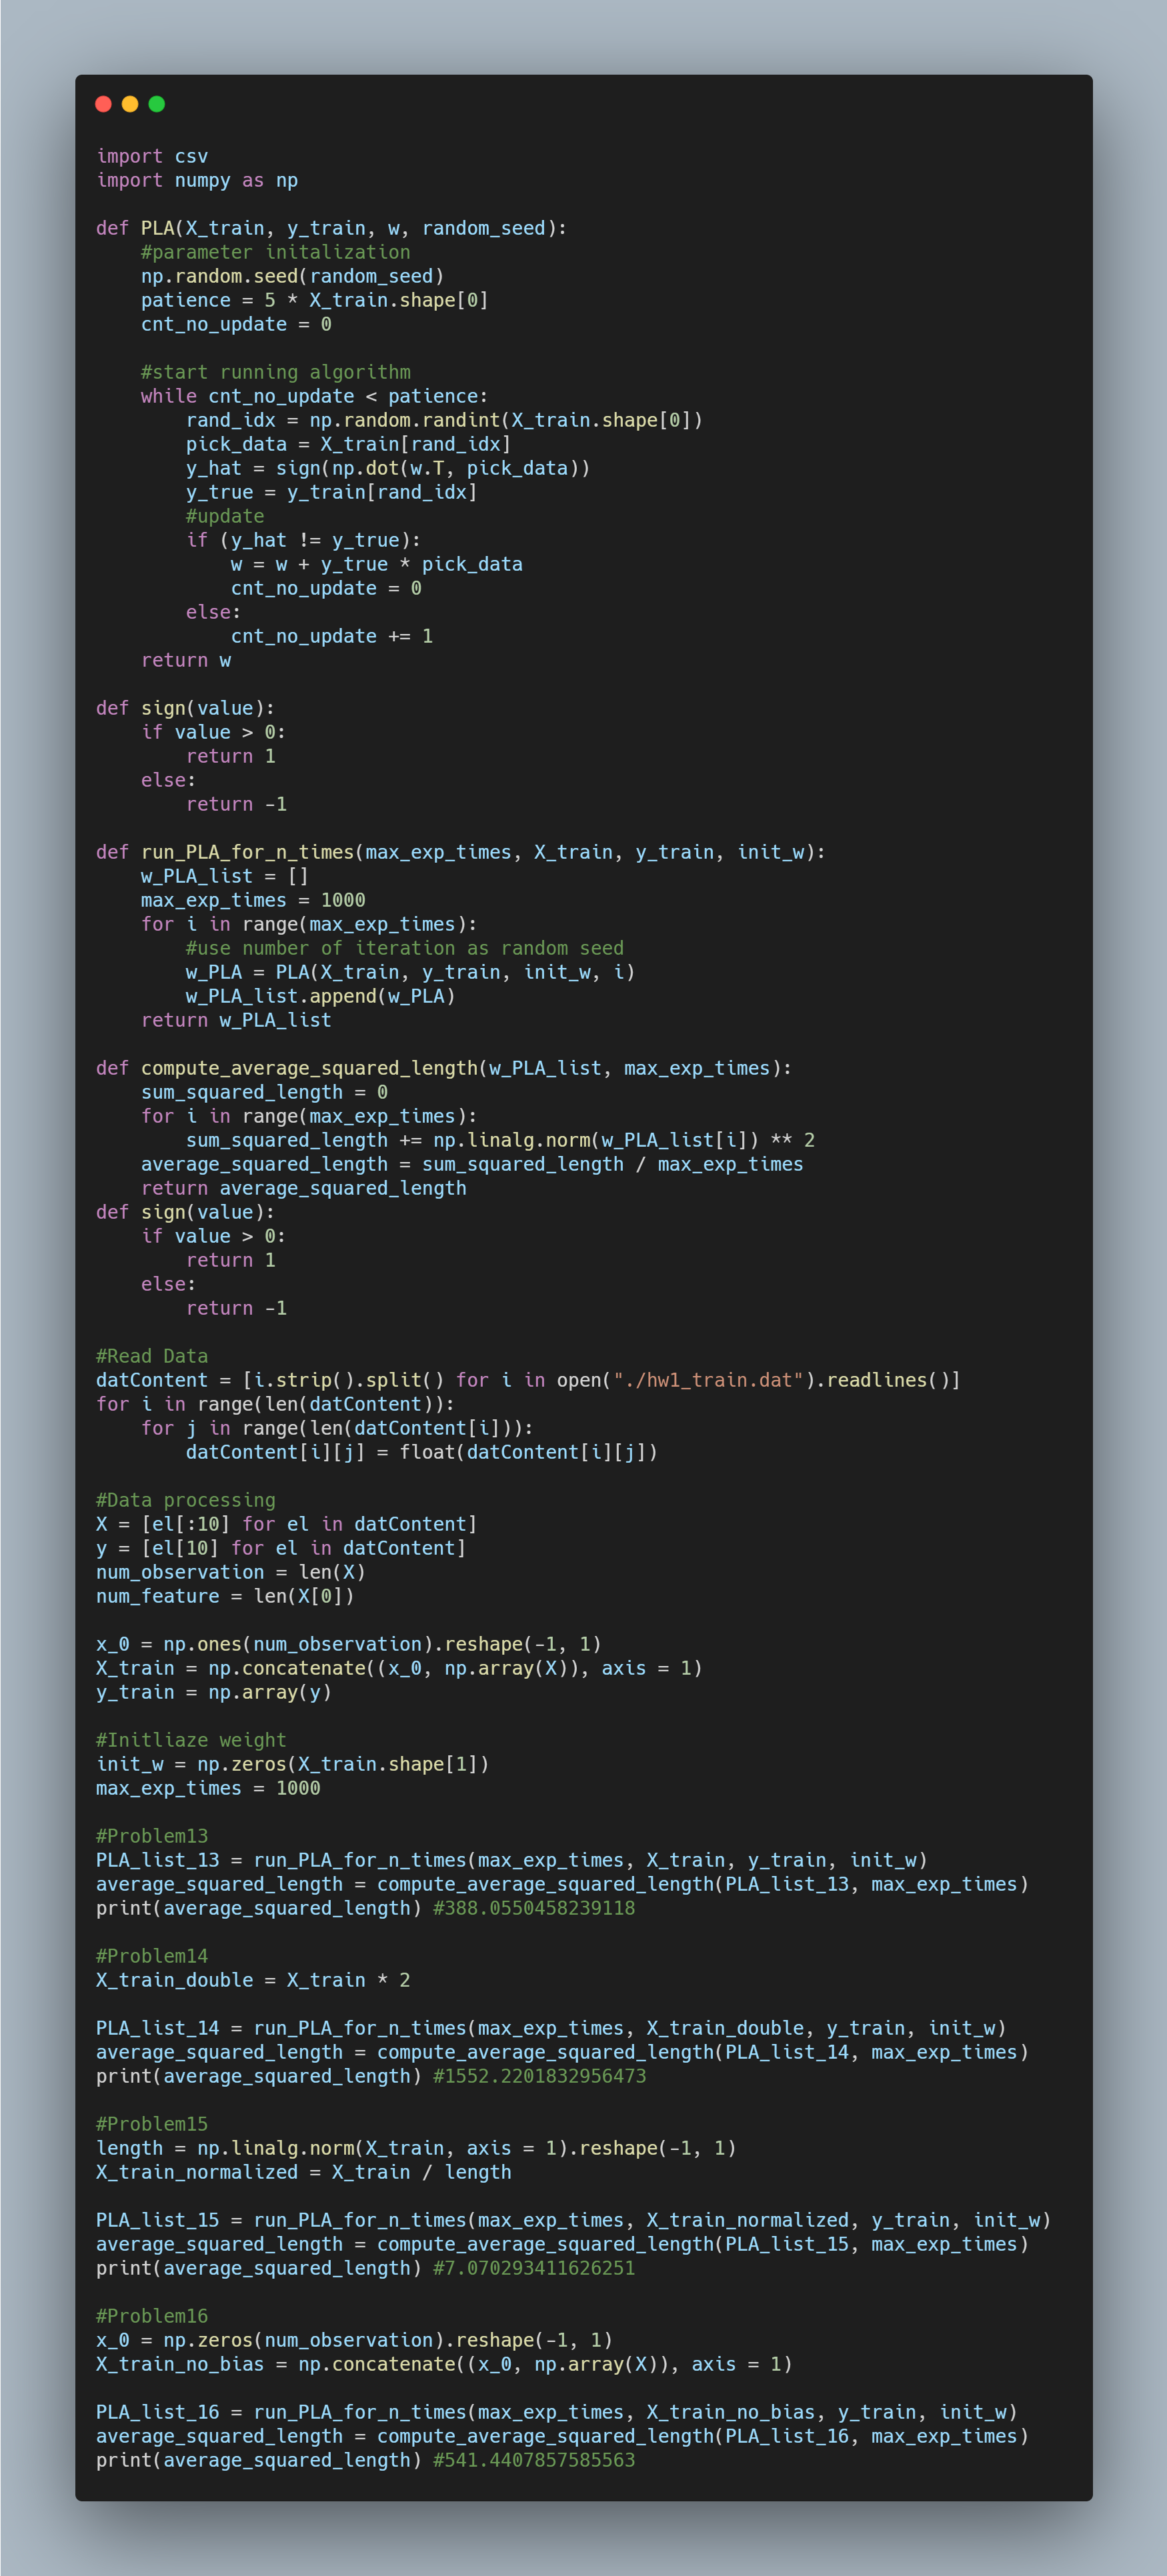 import csv
import numpy as np

def PLA(X_train, y_train, w, random_seed):
    #parameter initalization
    np.random.seed(random_seed)
    patience = 5 * X_train.shape[0]
    cnt_no_update = 0

    #start running algorithm
    while cnt_no_update < patience:
        rand_idx = np.random.randint(X_train.shape[0])
        pick_data = X_train[rand_idx]
        y_hat = sign(np.dot(w.T, pick_data))
        y_true = y_train[rand_idx]
        #update
        if (y_hat != y_true):
            w = w + y_true * pick_data
            cnt_no_update = 0
        else:
            cnt_no_update += 1
    return w

def sign(value):
    if value > 0:
        return 1
    else:
        return -1

def run_PLA_for_n_times(max_exp_times, X_train, y_train, init_w):
    w_PLA_list = []
    max_exp_times = 1000
    for i in range(max_exp_times):
        #use number of iteration as random seed
        w_PLA = PLA(X_train, y_train, init_w, i)
        w_PLA_list.append(w_PLA)
    return w_PLA_list

def compute_average_squared_length(w_PLA_list, max_exp_times):
    sum_squared_length = 0
    for i in range(max_exp_times):
        sum_squared_length += np.linalg.norm(w_PLA_list[i]) ** 2
    average_squared_length = sum_squared_length / max_exp_times
    return average_squared_length
def sign(value):
    if value > 0:
        return 1
    else:
        return -1

#Read Data
datContent = [i.strip().split() for i in open("./hw1_train.dat").readlines()]
for i in range(len(datContent)):
    for j in range(len(datContent[i])):
        datContent[i][j] = float(datContent[i][j])

#Data processing
X = [el[:10] for el in datContent]
y = [el[10] for el in datContent]
num_observation = len(X)
num_feature = len(X[0])

x_0 = np.ones(num_observation).reshape(-1, 1)
X_train = np.concatenate((x_0, np.array(X)), axis = 1)
y_train = np.array(y)

#Initliaze weight
init_w = np.zeros(X_train.shape[1])
max_exp_times = 1000

#Problem13
PLA_list_13 = run_PLA_for_n_times(max_exp_times, X_train, y_train, init_w)
average_squared_length = compute_average_squared_length(PLA_list_13, max_exp_times)
print(average_squared_length) #388.0550458239118

#Problem14
X_train_double = X_train * 2

PLA_list_14 = run_PLA_for_n_times(max_exp_times, X_train_double, y_train, init_w)
average_squared_length = compute_average_squared_length(PLA_list_14, max_exp_times)
print(average_squared_length) #1552.2201832956473

#Problem15
length = np.linalg.norm(X_train, axis = 1).reshape(-1, 1)
X_train_normalized = X_train / length

PLA_list_15 = run_PLA_for_n_times(max_exp_times, X_train_normalized, y_train, init_w)
average_squared_length = compute_average_squared_length(PLA_list_15, max_exp_times)
print(average_squared_length) #7.070293411626251

#Problem16
x_0 = np.zeros(num_observation).reshape(-1, 1)
X_train_no_bias = np.concatenate((x_0, np.array(X)), axis = 1)

PLA_list_16 = run_PLA_for_n_times(max_exp_times, X_train_no_bias, y_train, init_w)
average_squared_length = compute_average_squared_length(PLA_list_16, max_exp_times)
print(average_squared_length) #541.4407857585563